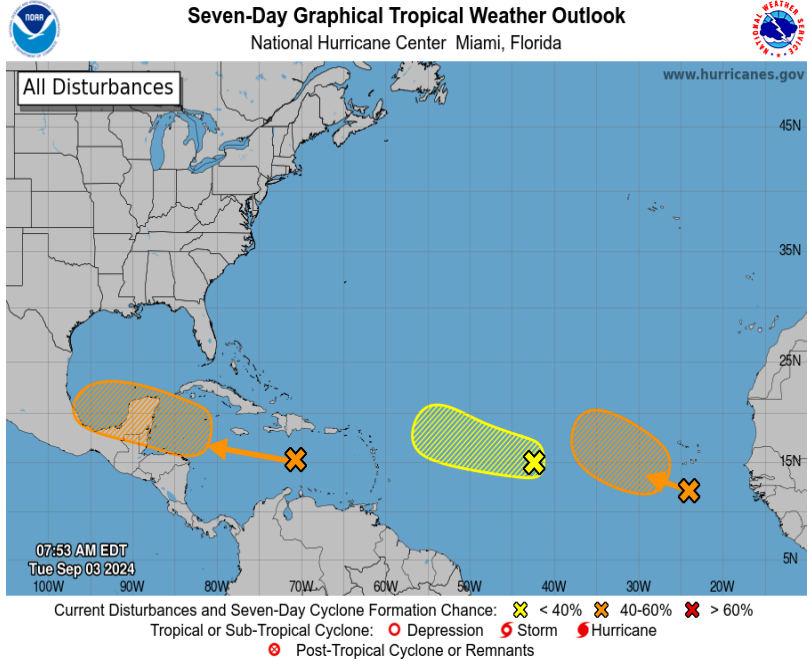 Seven-Day Graphical Tropical Weather Outlook
National Hurricane Center Miami, Florida
NOAA
NATIONAL WEATHER SERVICE
All Disturbances
www.hurricanes.gov
45N
35N
25N
15N
5N
07:53 AM EDT
Tue Sep 03 2024
100W 90W 80W 70W 60W 50W 40W 30W 20W
Current Disturbances and Seven-Day Cyclone Formation Chance: < 40% 40-60% > 60%
Tropical or Sub-Tropical Cyclone: Depression Storm Hurricane
Post-Tropical Cyclone or Remnants